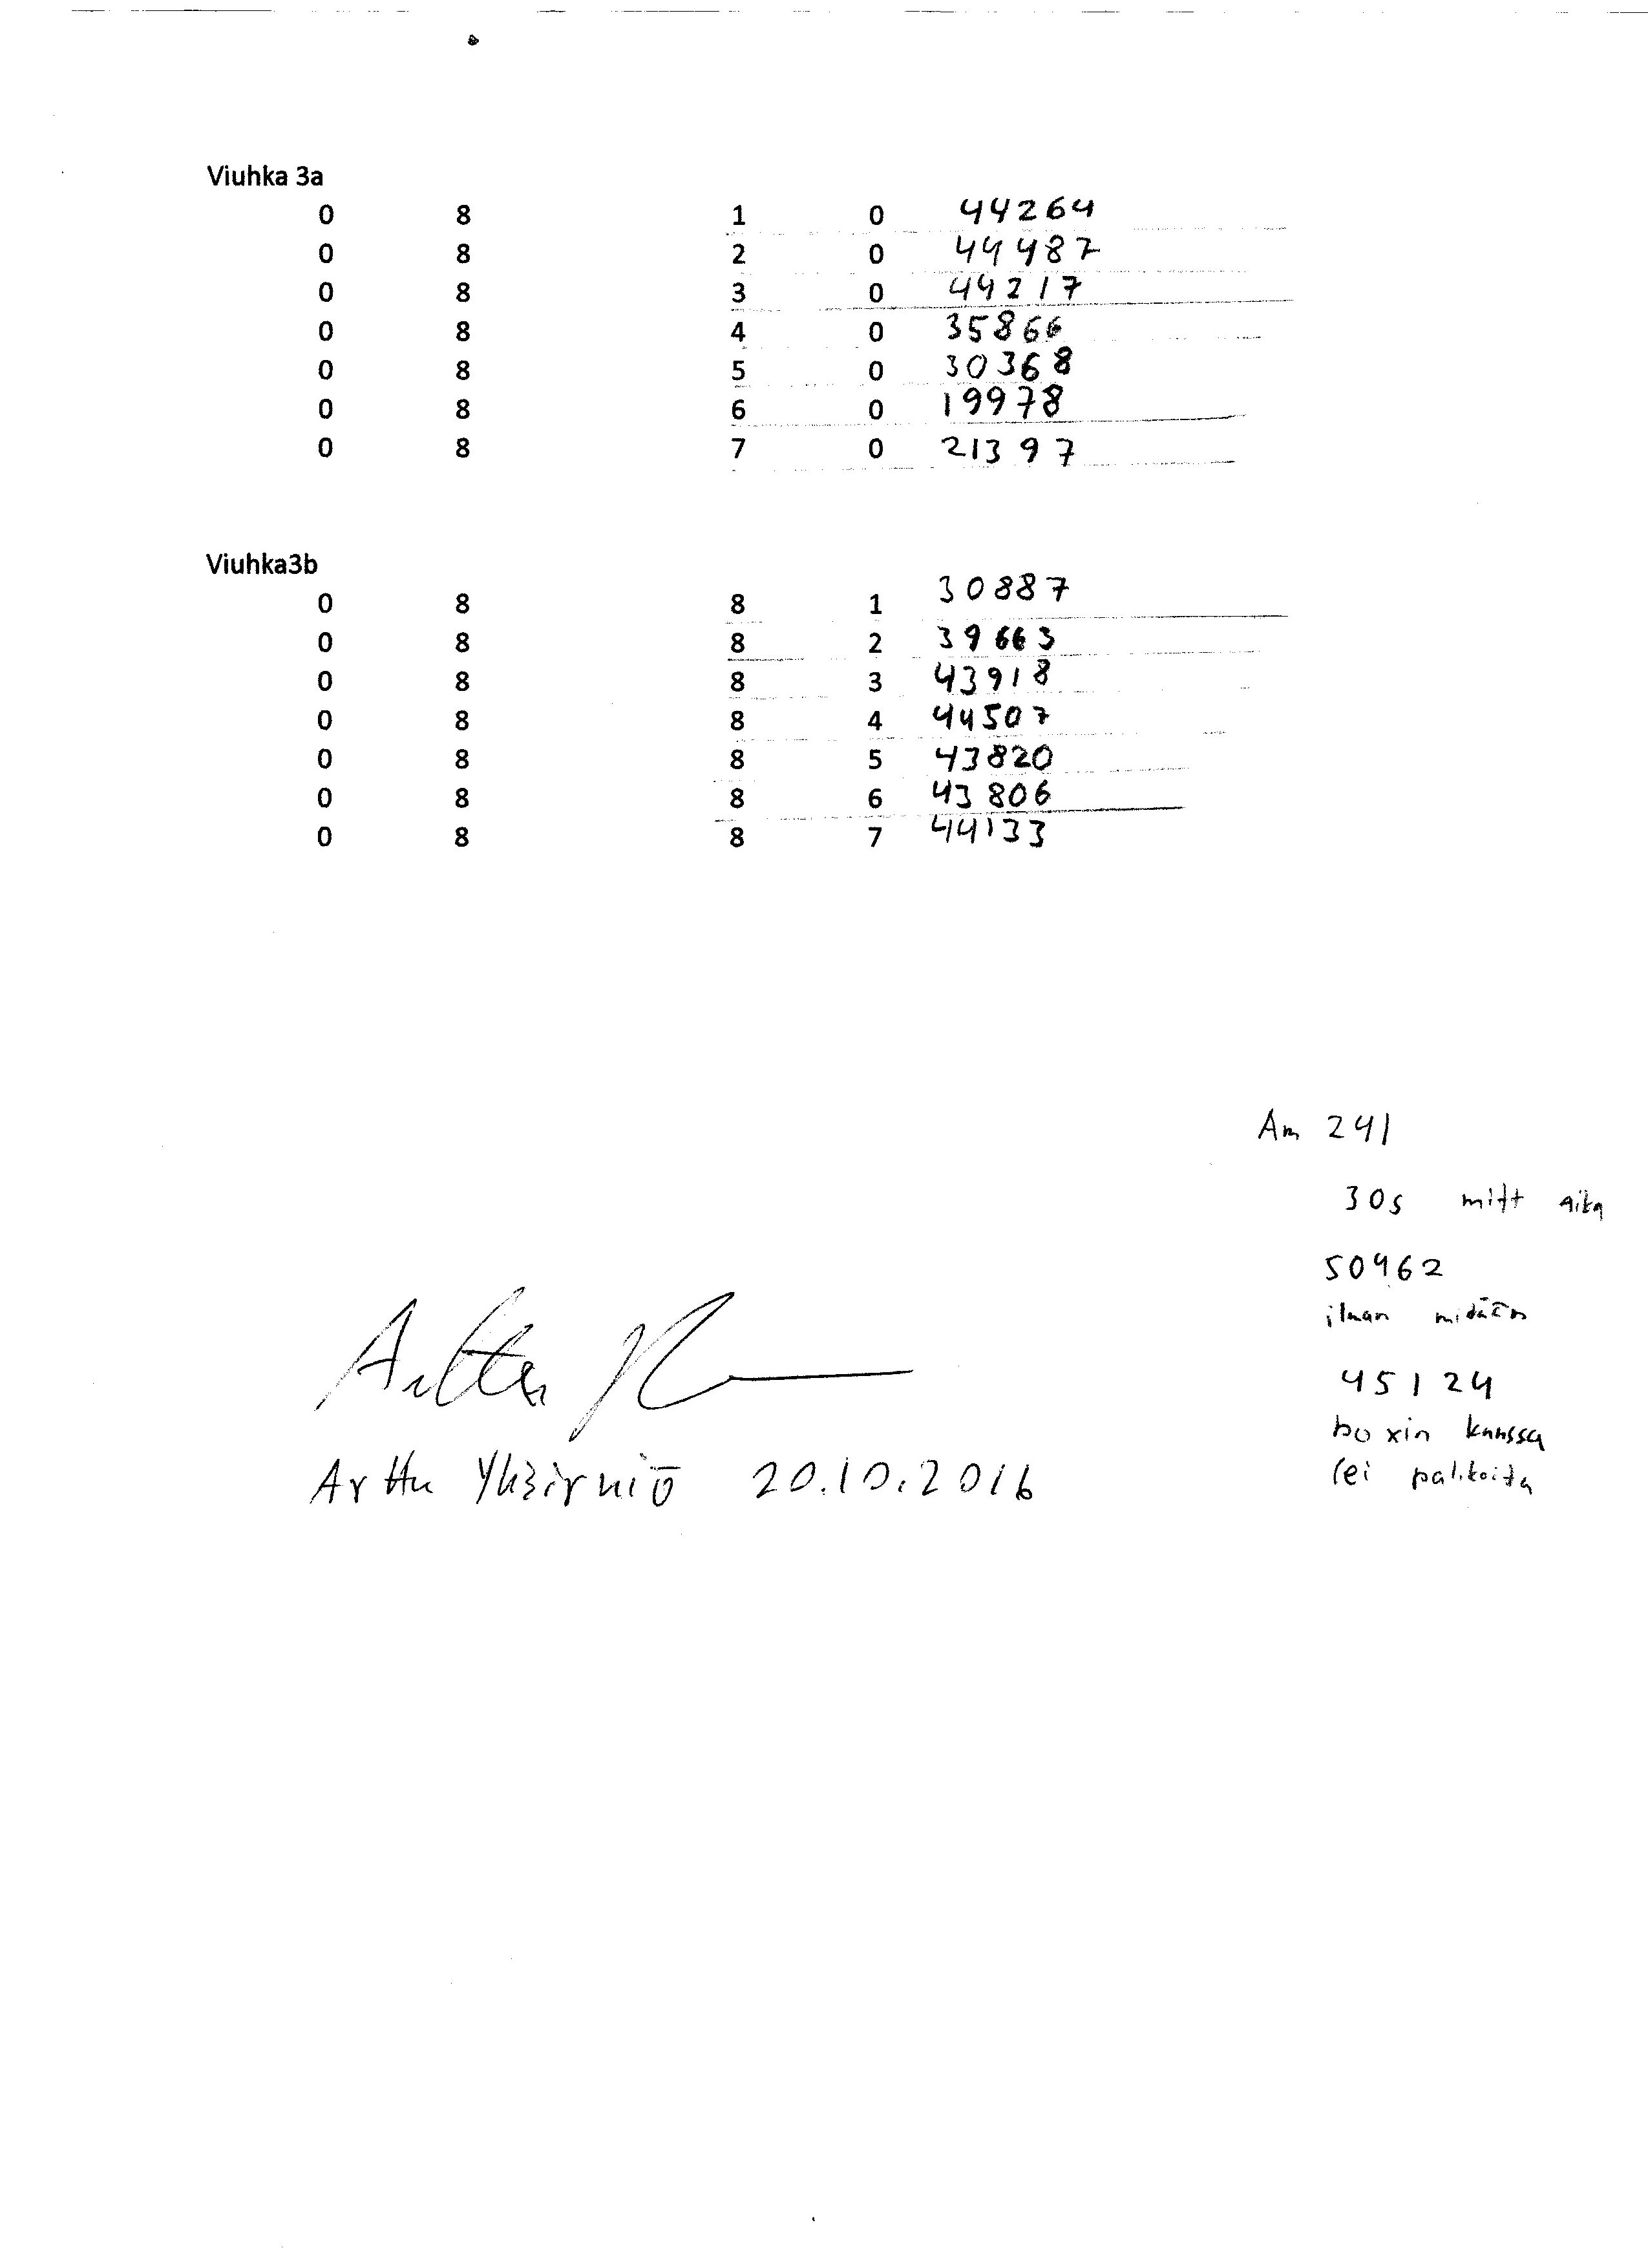 Viuhka 3a
0 8 1 0 44264
0 8 2 0 44487
0 8 3 0 44217
0 8 4 0 35866
0 8 5 0 30368
0 8 6 0 19978
0 8 7 0 21397
Viuhka3b
0 8 8 1 30887
0 8 8 2 39663
0 8 8 3 43918
0 8 8 4 44507
0 8 8 5 43820
0 8 8 6 43806
0 8 8 7 44133
Am 241
30s mitt aika
50462
ilman mitään
45124
boxin kanssa
(ei palikoita
Arttu
Arttu Yksirniö 20.10.2016